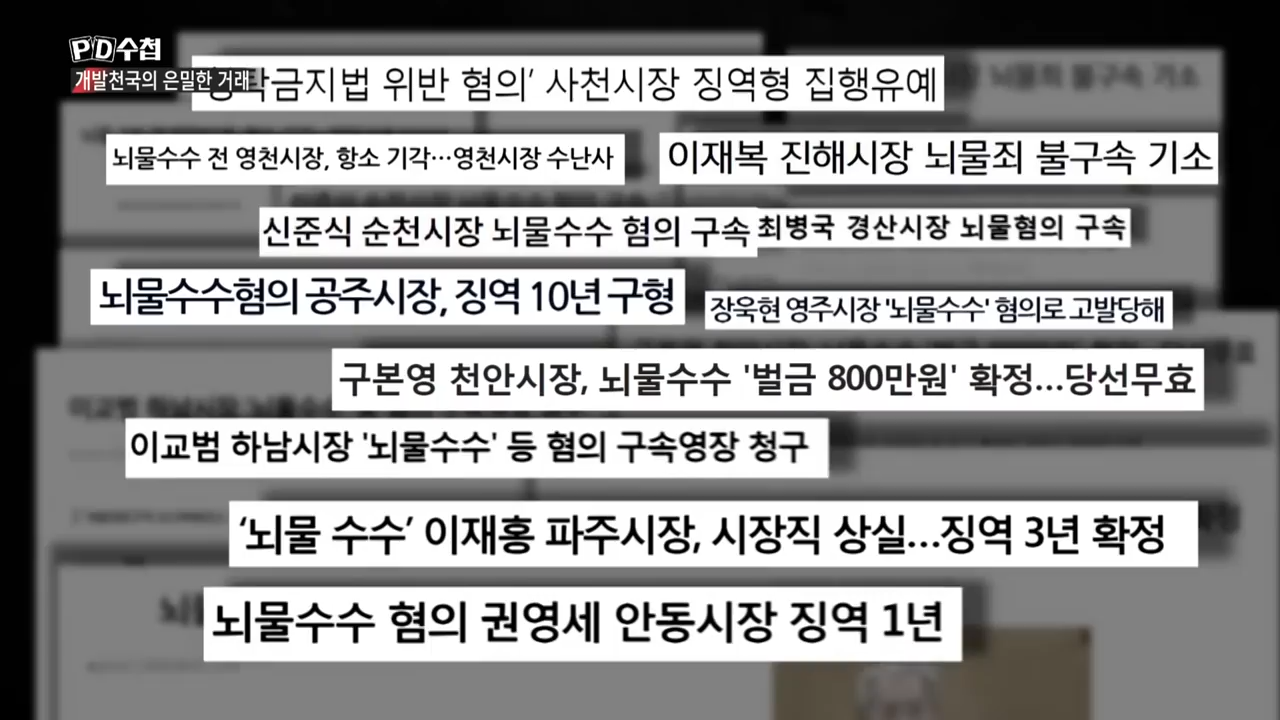 PD수첩
개발천국의 은밀한 거래
탁금지법 위반 혐의’ 사천시장 징역형 집행유예
뇌물수수 전 영천시장, 항소 기각…영천시장 수난사
이재복 진해시장 뇌물죄 불구속 기소
신준식 순천시장 뇌물수수 혐의 구속
최병국 경산시장 뇌물혐의 구속
뇌물수수혐의 공주시장, 징역 10년 구형
장욱현 영주시장 '뇌물수수' 혐의로 고발당해
구본영 천안시장, 뇌물수수 '벌금 800만원' 확정...당선무효
이교범 하남시장 '뇌물수수' 등 혐의 구속영장 청구
‘뇌물 수수’ 이재홍 파주시장, 시장직 상실...징역 3년 확정
뇌물수수 혐의 권영세 안동시장 징역 1년